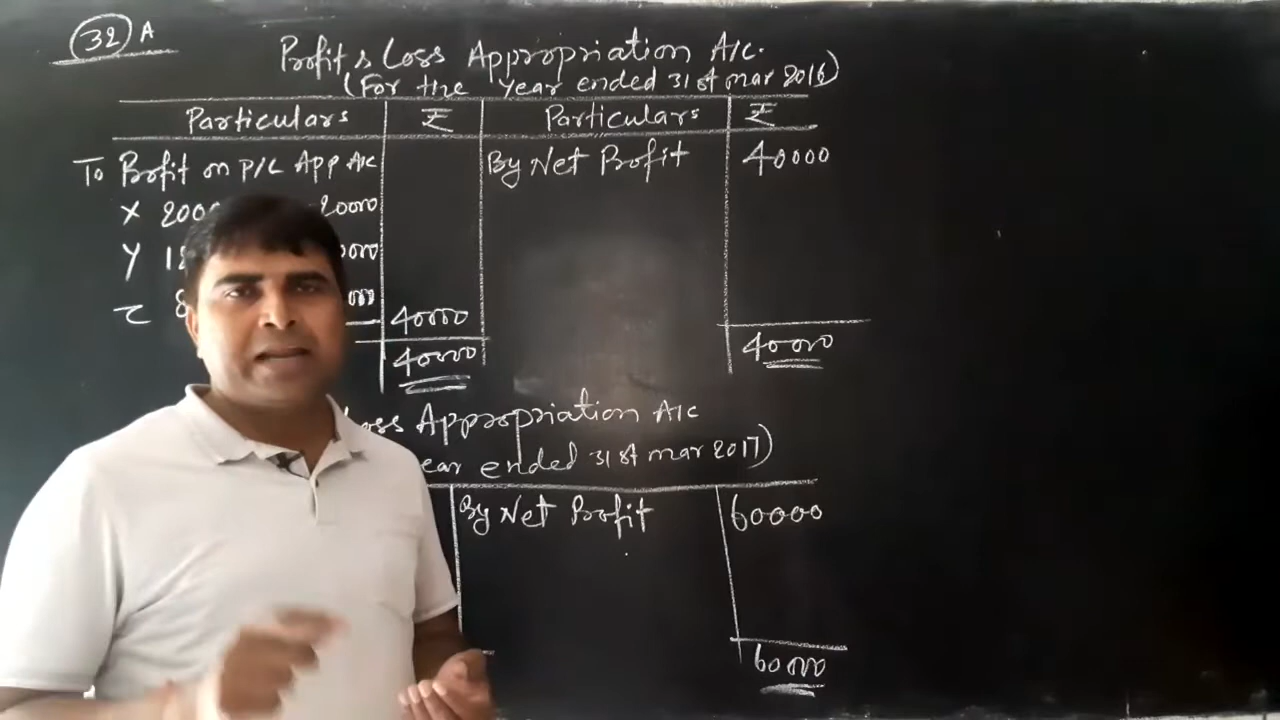 32 A
Profit & Loss Appropriation A/C.
(For the Year ended 31st mar 2016)
Particulars ₹ Particulars ₹
To Profit on P/L App A/C By Net Profit 40000
X 20000
Y
Z
40000
40000 40000
Loss Appropriation A/C
ear ended 31st mar 2017)
By Net Profit 60000
60000